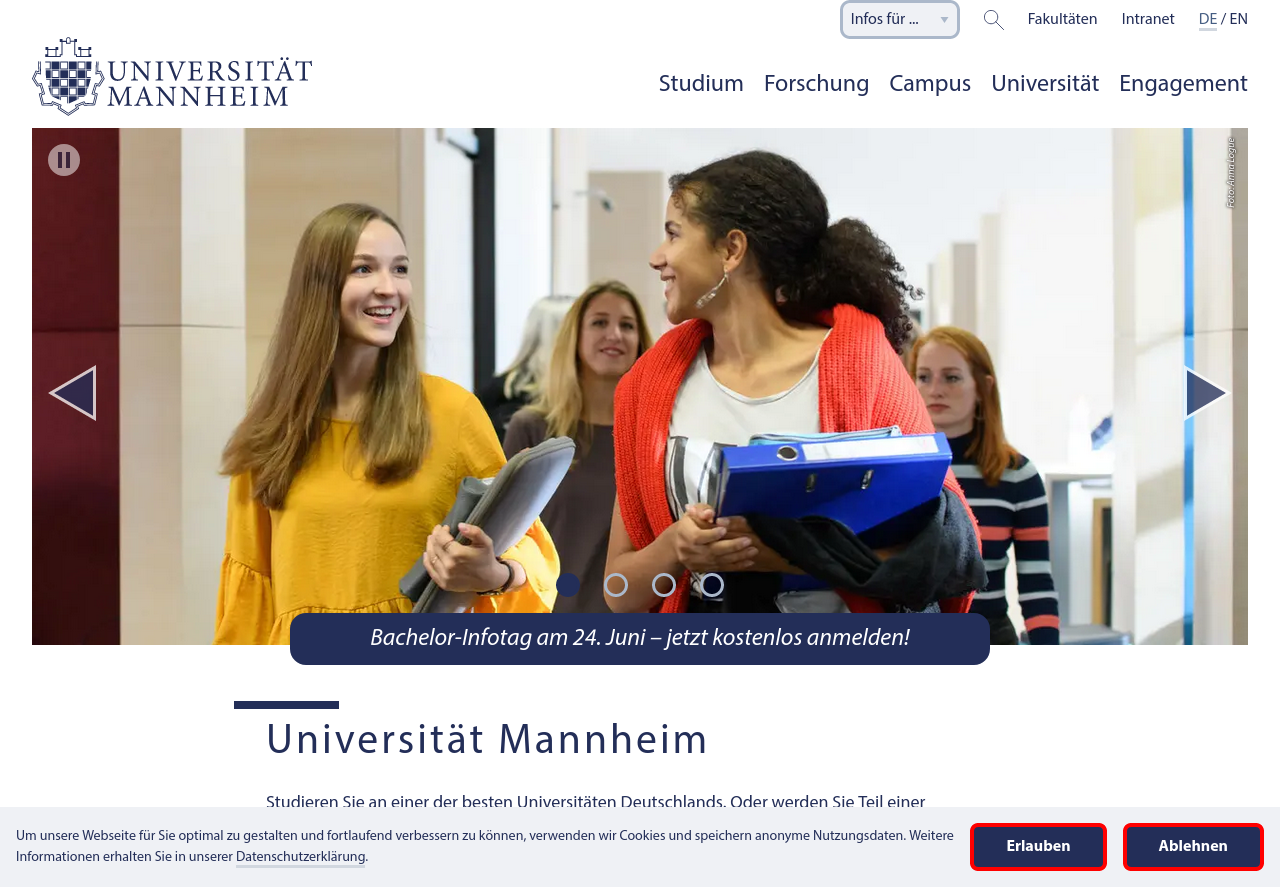 Infos für ...
Fakultäten
Intranet
DE / EN
UNIVERSITÄT
MANNHEIM
Studium
Forschung
Campus
Universität
Engagement
Foto: Anna Logue
Bachelor-Infotag am 24. Juni – jetzt kostenlos anmelden!
Universität Mannheim
Studieren Sie an einer der besten Universitäten Deutschlands. Oder werden Sie Teil einer
Um unsere Webseite für Sie optimal zu gestalten und fortlaufend verbessern zu können, verwenden wir Cookies und speichern anonyme Nutzungsdaten. Weitere
Informationen erhalten Sie in unserer Datenschutzerklärung.
Erlauben
Ablehnen